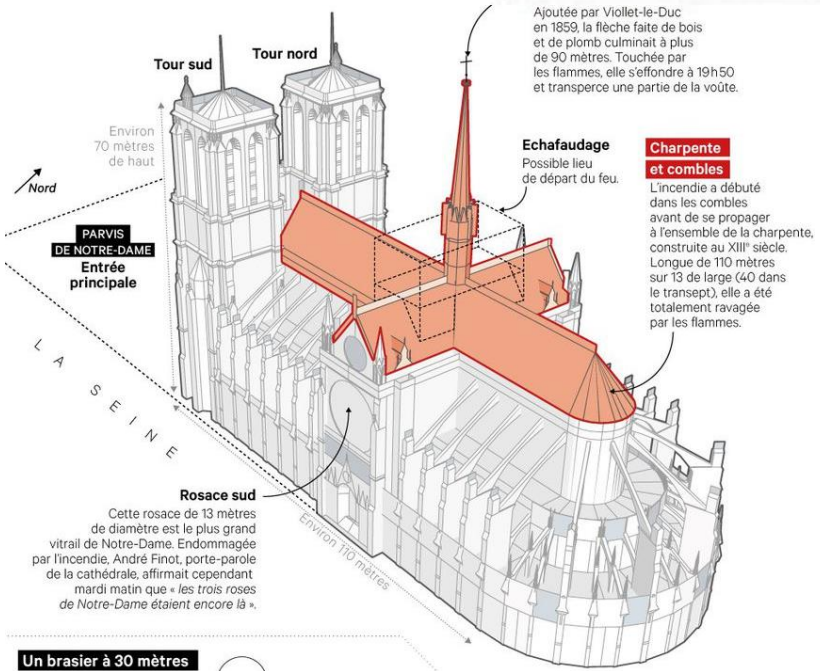 Ajoutée par Viollet-le-Duc
en 1859, la flèche faite de bois
et de plomb culminait à plus
de 90 mètres. Touchée par
les flammes, elle s'effondre à 19h50
et transperce une partie de la voûte.
Tour sud
Tour nord
Environ
70 mètres
de haut
Nord
Echafaudage
Possible lieu
de départ du feu.
Charpente
et combles
L'incendie a débuté
dans les combles
avant de se propager
à l'ensemble de la charpente,
construite au XIIIᵉ siècle.
Longue de 110 mètres
sur 13 de large (40 dans
le transept), elle a été
totalement ravagée
par les flammes.
PARVIS
DE NOTRE-DAME
Entrée
principale
LA SEINE
Rosace sud
Cette rosace de 13 mètres
de diamètre est le plus grand
vitrail de Notre-Dame. Endommagée
par l'incendie, André Finot, porte-parole
de la cathédrale, affirmait cependant
mardi matin que « les trois roses
de Notre-Dame étaient encore là ».
Environ 110 mètres
Un brasier à 30 mètres